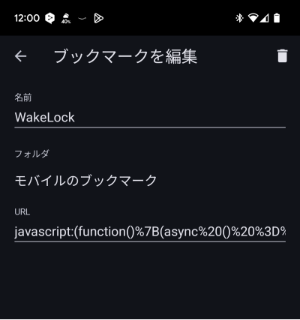 12:00
ブックマークを編集
名前
WakeLock
フォルダ
モバイルのブックマーク
URL
javascript:(function()%7B(async%20()%20%3D%